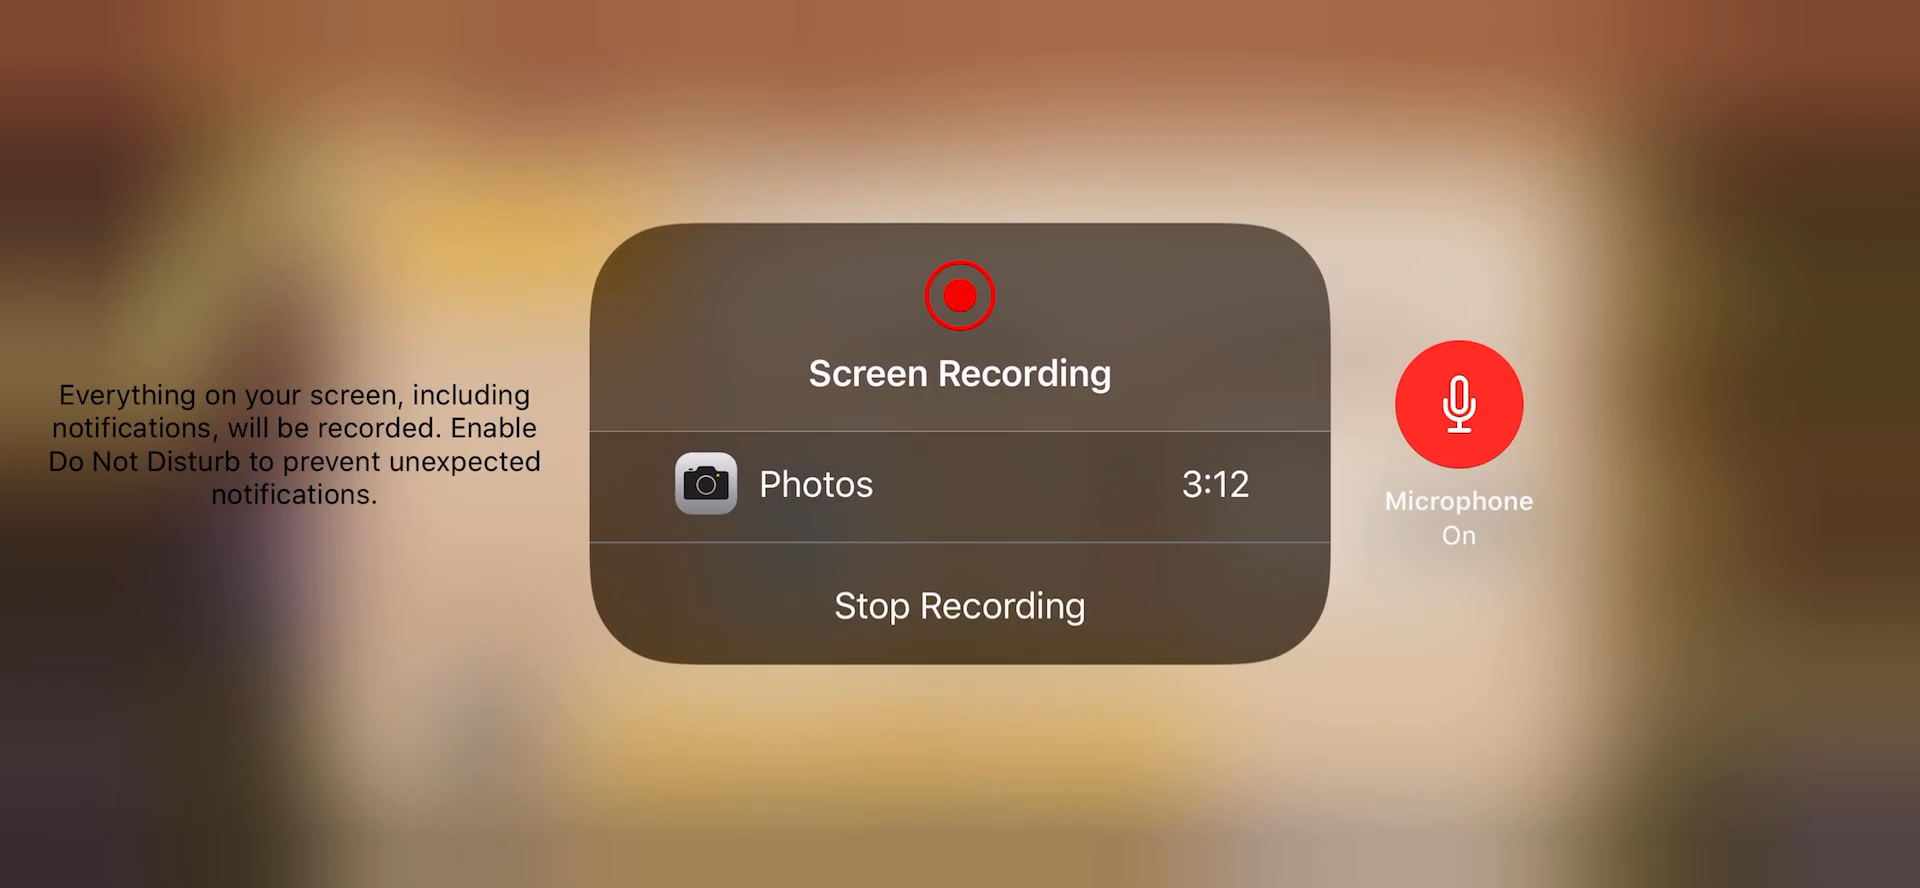 Everything on your screen, including
notifications, will be recorded. Enable
Do Not Disturb to prevent unexpected
notifications.
Screen Recording
Photos 3:12
Stop Recording
Microphone
On